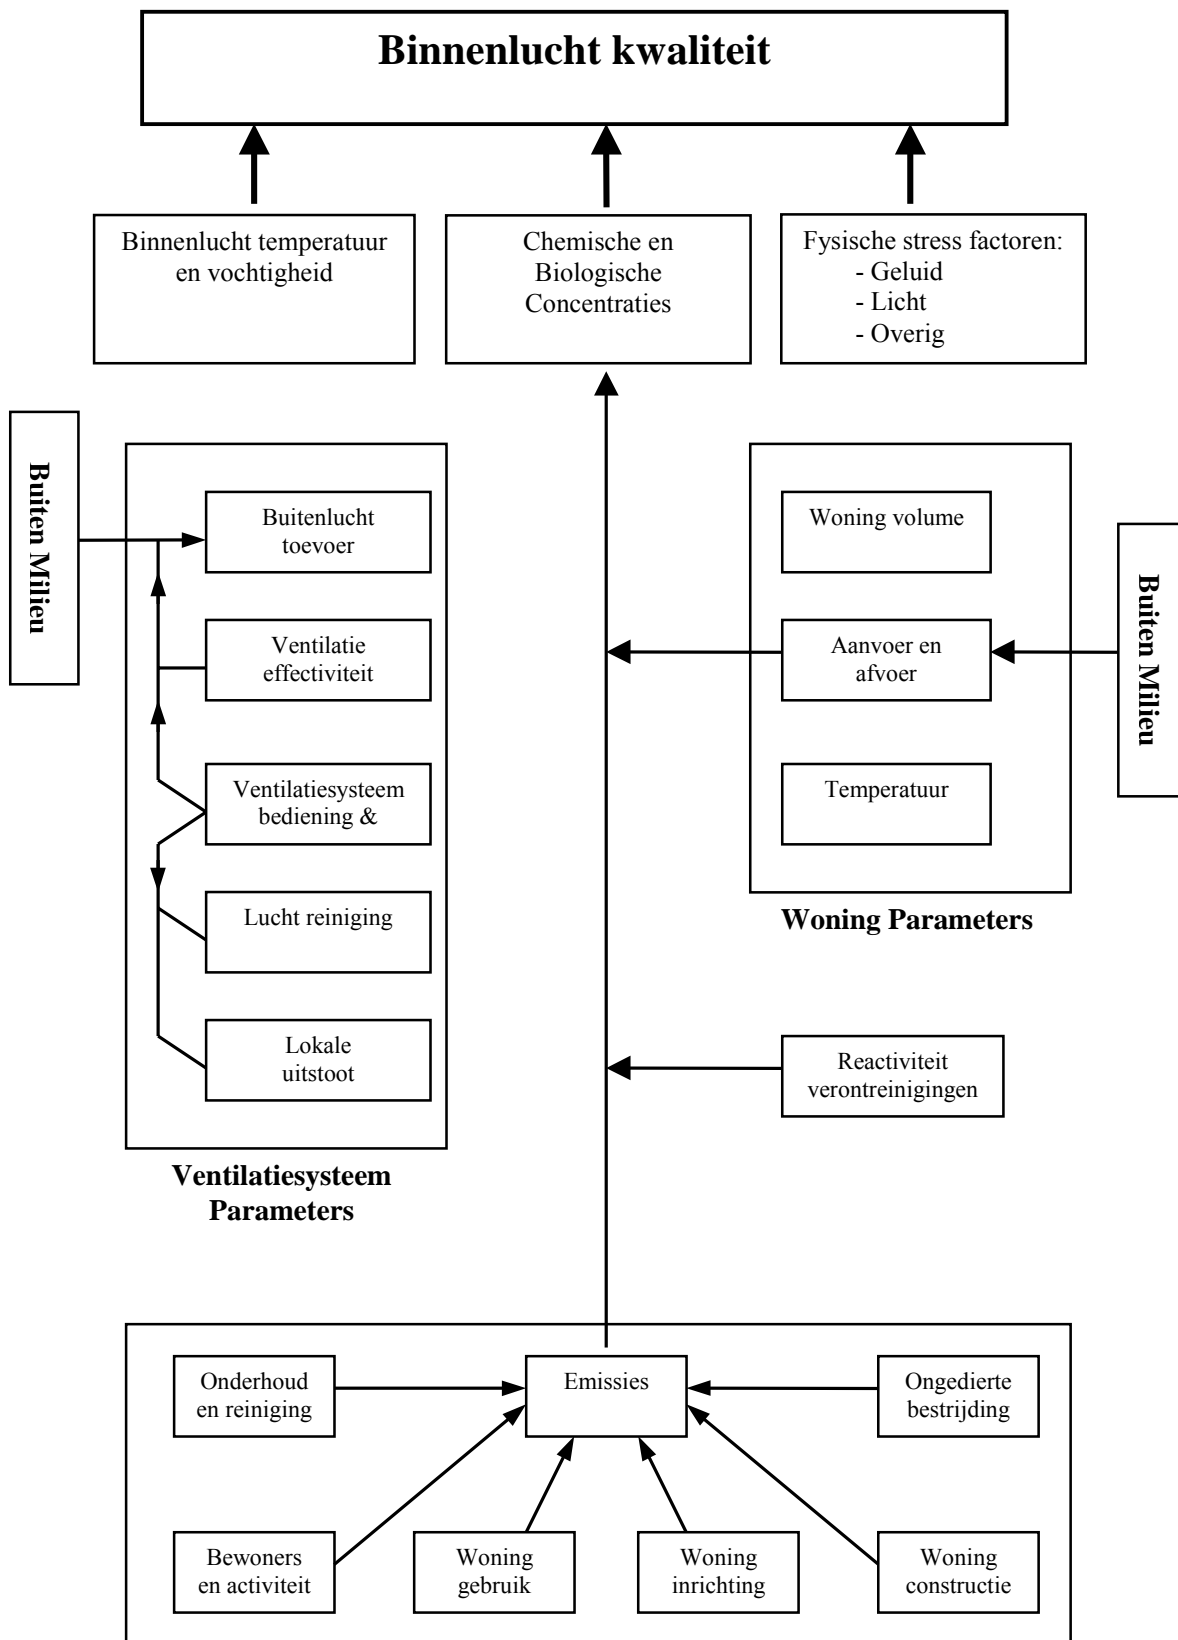 Binnenlucht kwaliteit
Binnenlucht temperatuur
en vochtigheid
Chemische en
Biologische
Concentraties
Fysische stress factoren:
- Geluid
- Licht
- Overig
Buiten Milieu
Buitenlucht
toevoer
Ventilatie
effectiviteit
Ventilatiesysteem
bediening &
Lucht reiniging
Lokale
uitstoot
Ventilatiesysteem
Parameters
Woning volume
Aanvoer en
afvoer
Temperatuur
Woning Parameters
Buiten Milieu
Reactiviteit
verontreinigingen
Onderhoud
en reiniging
Emissies
Ongedierte
bestrijding
Bewoners
en activiteit
Woning
gebruik
Woning
inrichting
Woning
constructie